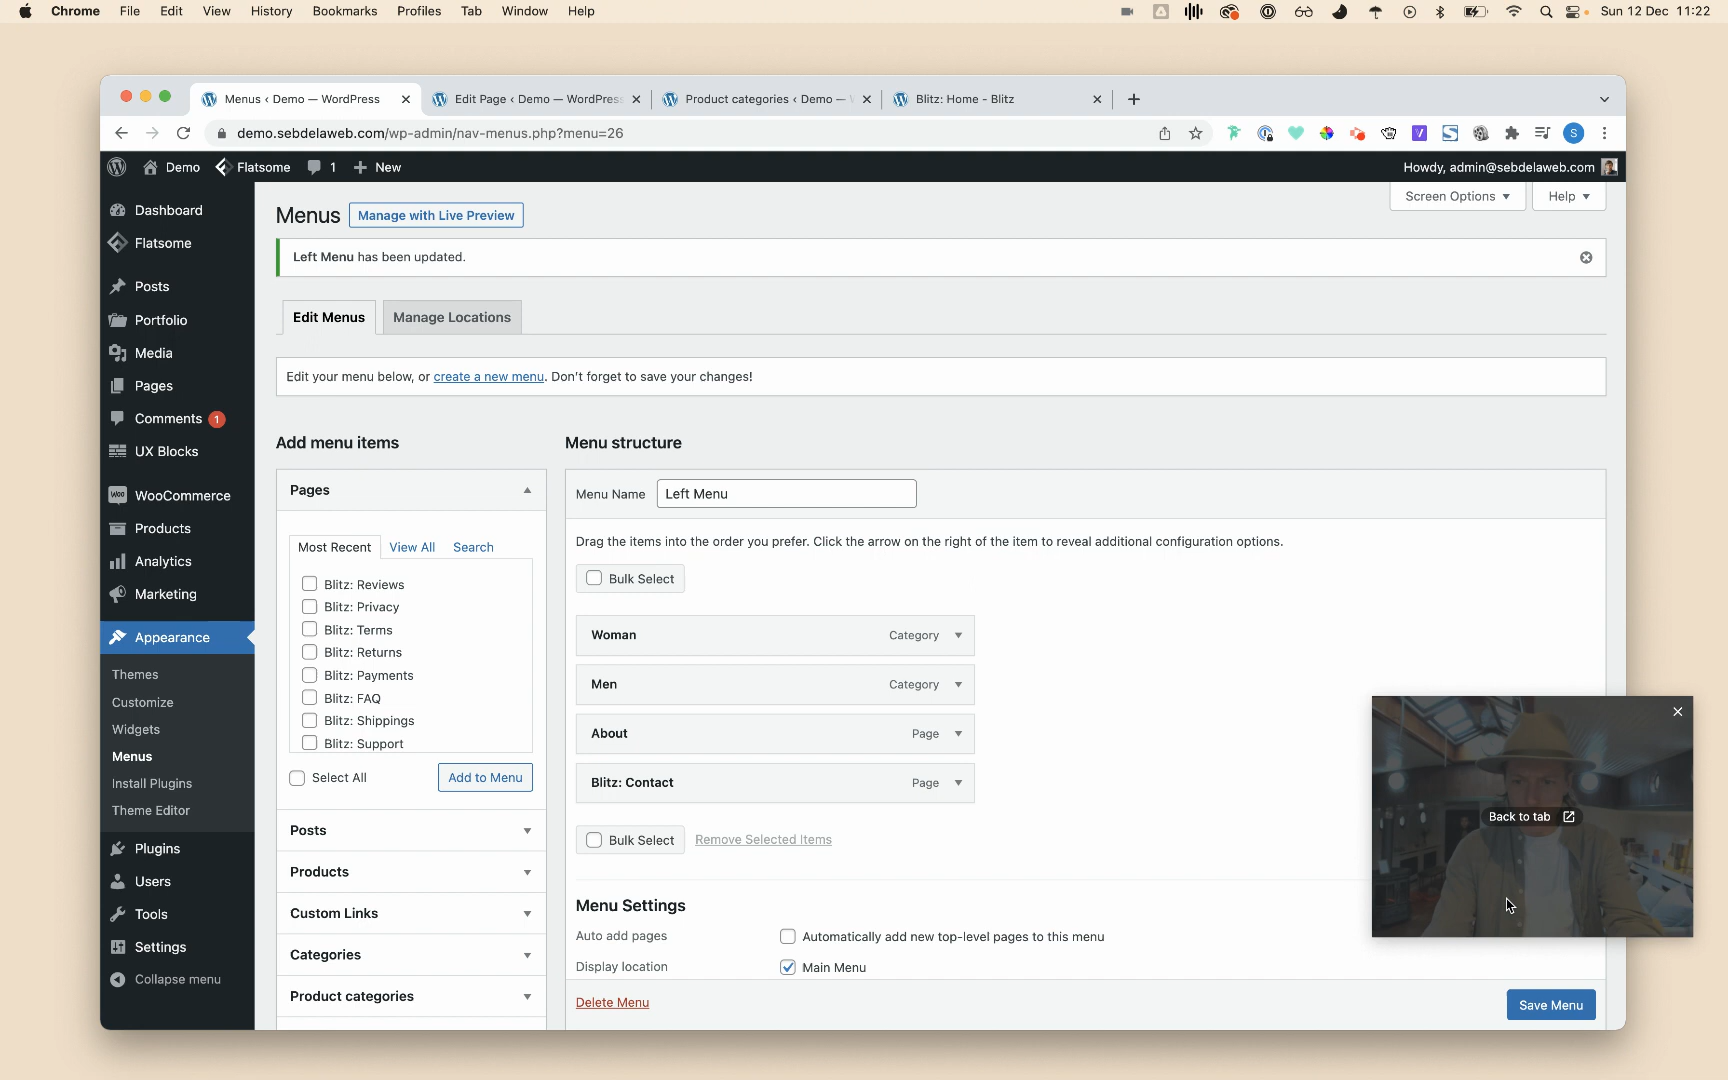 Chrome File Edit View History Bookmarks Profiles Tab Window Help Sun 12 Dec 11:22
Menus ‹ Demo — WordPress Edit Page ‹ Demo — WordPress Product categories ‹ Demo — Blitz: Home - Blitz
demo.sebdelaweb.com/wp-admin/nav-menus.php?menu=26 S
Demo Flatsome 1 New Howdy, admin@sebdelaweb.com
Dashboard
Flatsome
Posts
Portfolio
Media
Pages
Comments 1
UX Blocks
WooCommerce
Products
Analytics
Marketing
Appearance
Themes
Customize
Widgets
Menus
Install Plugins
Theme Editor
Plugins
Users
Tools
Settings
Collapse menu
Screen Options Help
Menus Manage with Live Preview
Left Menu has been updated.
Edit Menus Manage Locations
Edit your menu below, or create a new menu. Don't forget to save your changes!
Add menu items
Pages
Most Recent View All Search
Blitz: Reviews
Blitz: Privacy
Blitz: Terms
Blitz: Returns
Blitz: Payments
Blitz: FAQ
Blitz: Shippings
Blitz: Support
Select All Add to Menu
Posts
Products
Custom Links
Categories
Product categories
Menu structure
Menu Name Left Menu
Drag the items into the order you prefer. Click the arrow on the right of the item to reveal additional configuration options.
Bulk Select
Woman Category
Men Category
About Page
Blitz: Contact Page
Bulk Select Remove Selected Items
Menu Settings
Auto add pages Automatically add new top-level pages to this menu
Display location Main Menu
Delete Menu Save Menu
Back to tab